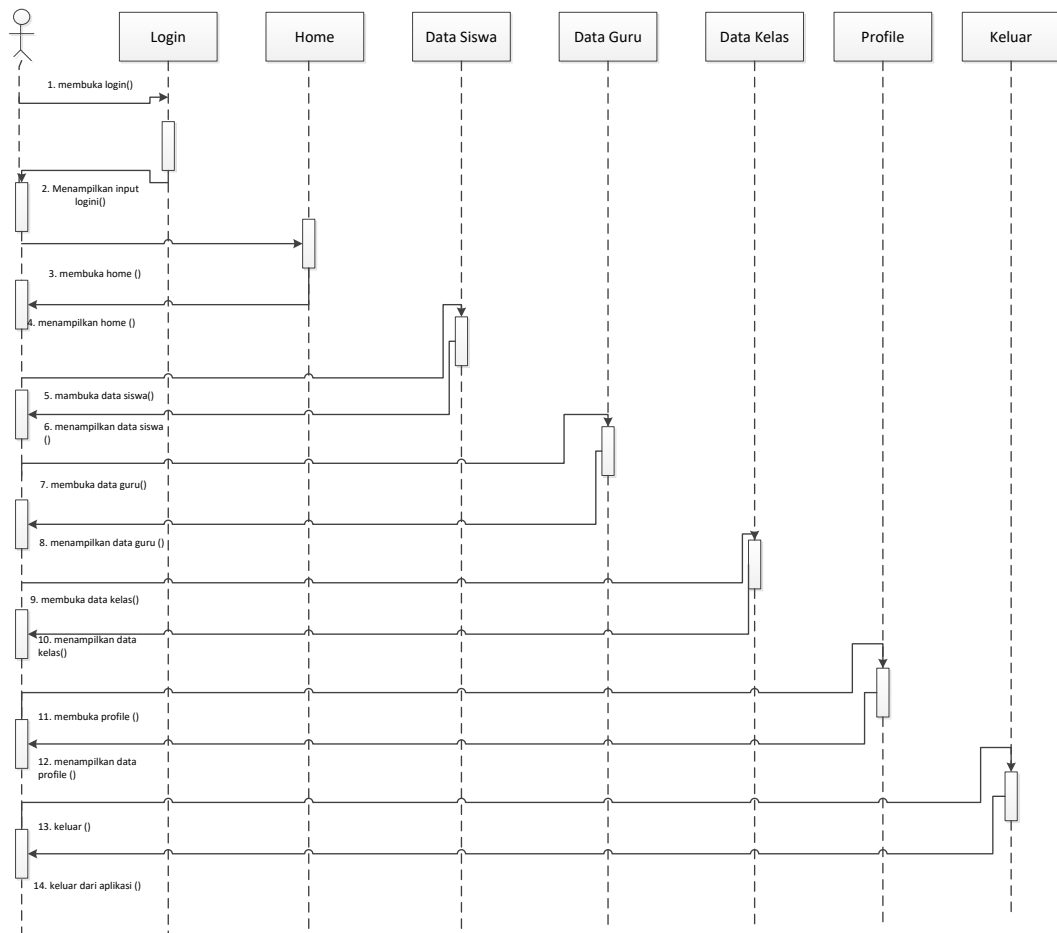 Login
Home
Data Siswa
Data Guru
Data Kelas
Profile
Keluar
1. membuka login()
2. Menampilkan input
logini()
3. membuka home ()
4. menampilkan home ()
5. mambuka data siswa()
6. menampilkan data siswa
()
7. membuka data guru()
8. menampilkan data guru ()
9. membuka data kelas()
10. menampilkan data
kelas()
11. membuka profile ()
12. menampilkan data
profile ()
13. keluar ()
14. keluar dari aplikasi ()